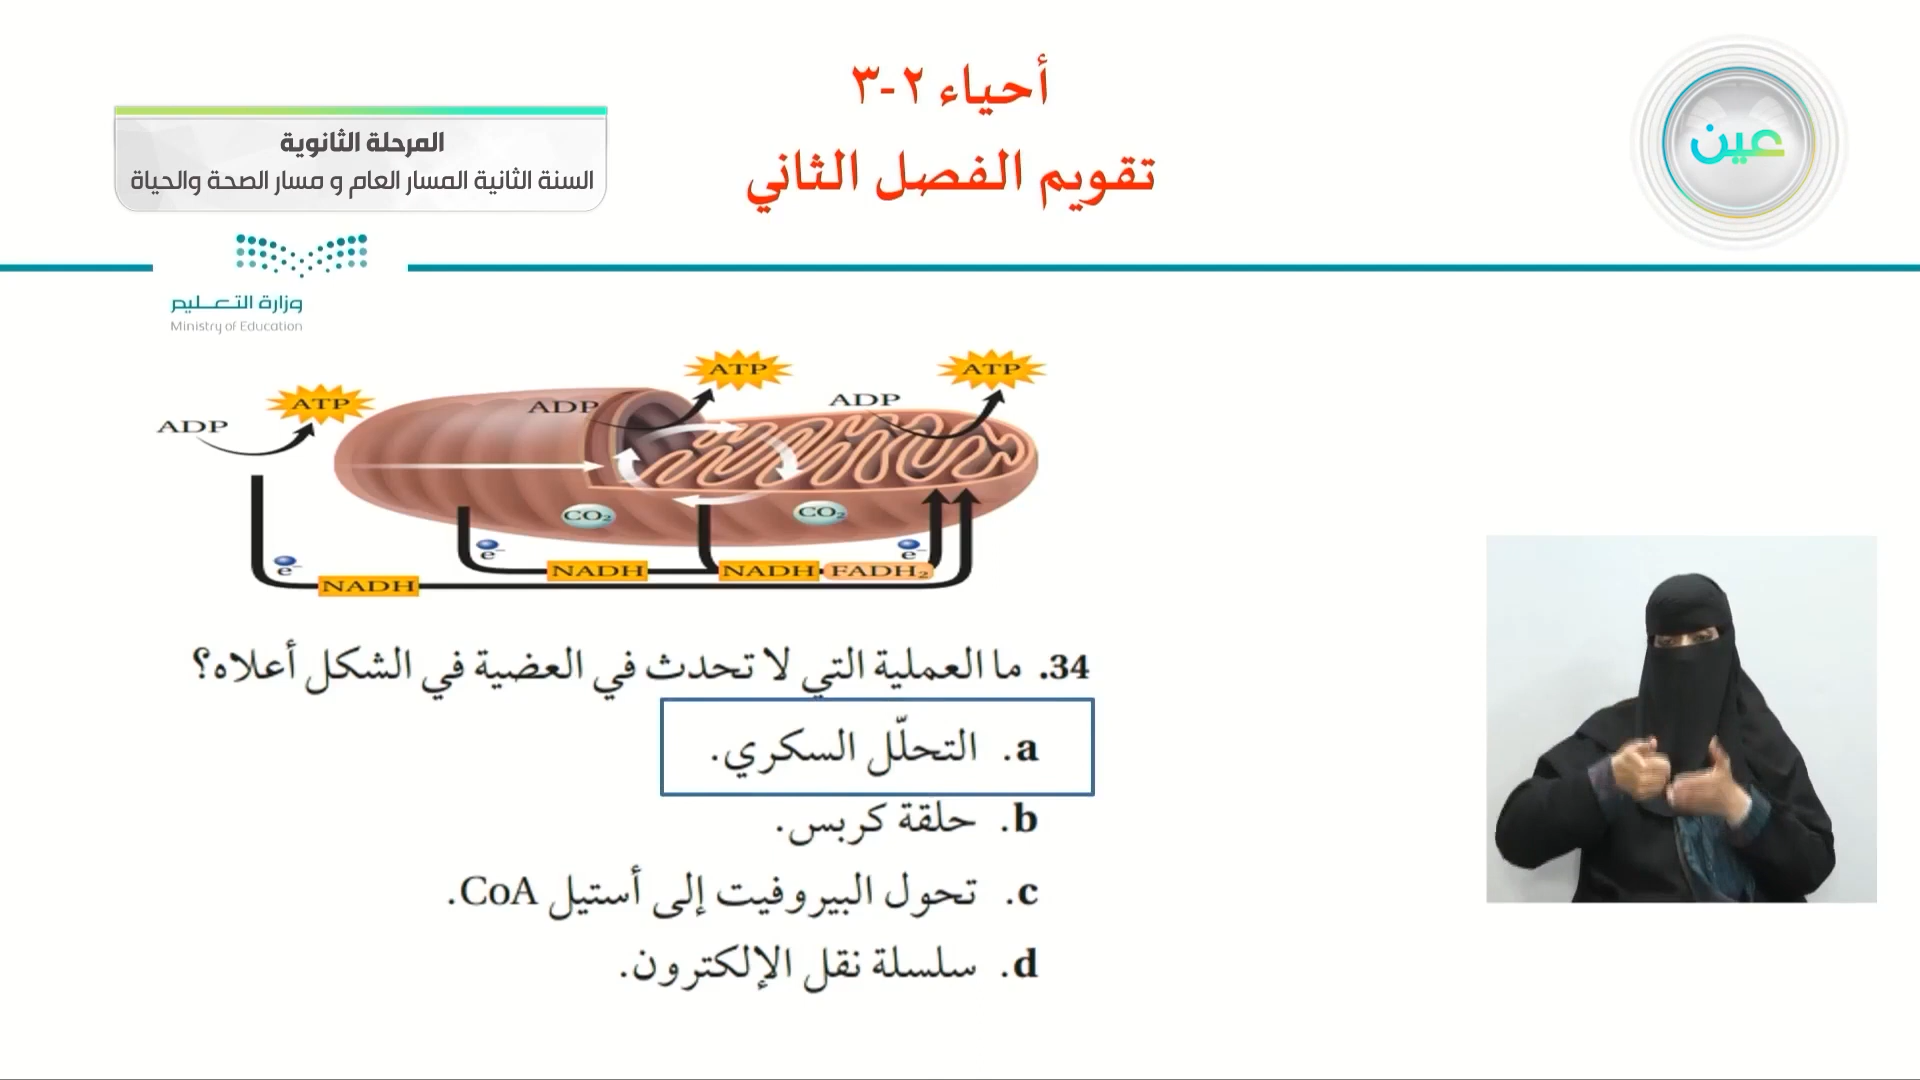 أحياء ٢-٣
تقويم الفصل الثاني
عين
المرحلة الثانوية
السنة الثانية المسار العام و مسار الصحة والحياة
وزارة التعليم
Ministry of Education
ATP
ATP
ATP
ADP
ADP
ADP
CO₂
CO₂
e⁻
e⁻
e⁻
NADH
NADH
NADH
FADH₂
34. ما العملية التي لا تحدث في العضية في الشكل أعلاه؟
a. التحلّل السكري.
b. حلقة كربس.
c. تحول البيروفيت إلى أستيل CoA.
d. سلسلة نقل الإلكترون.